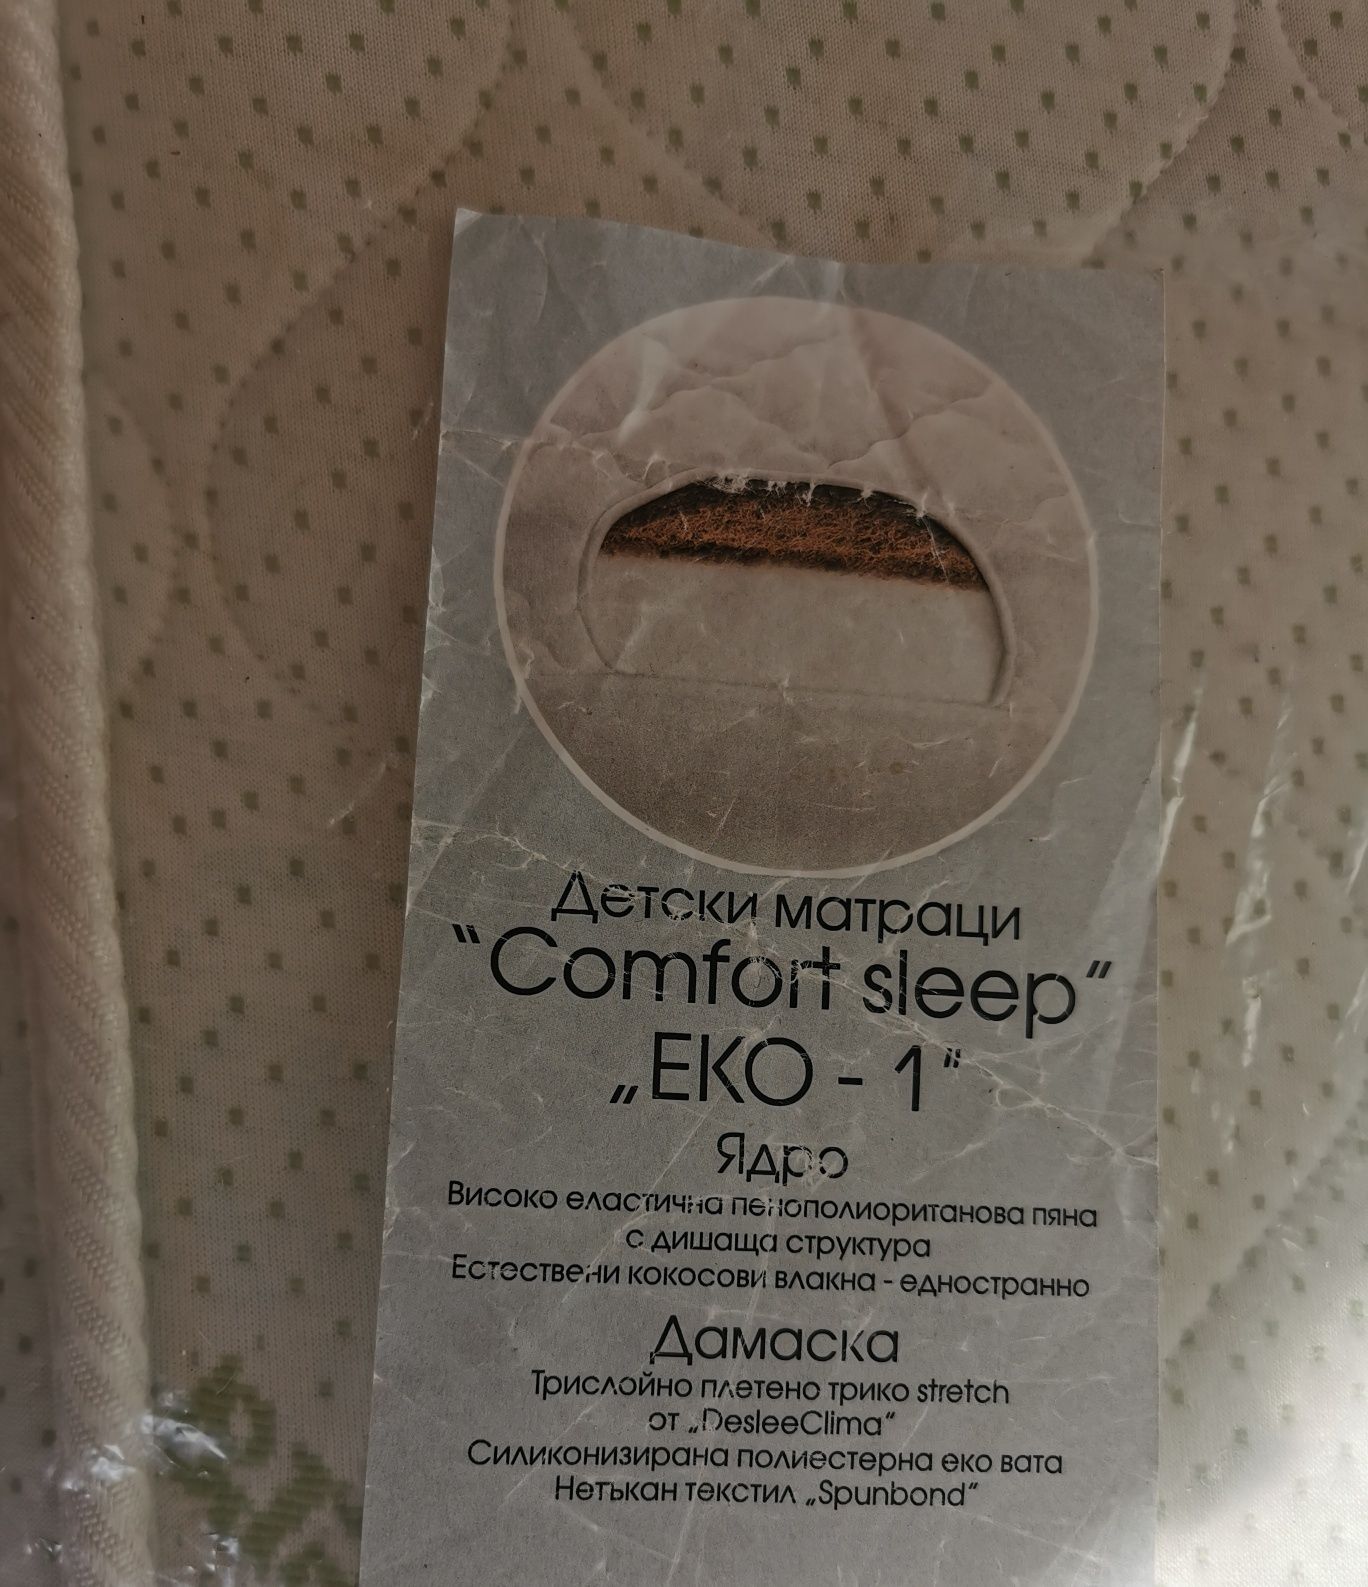 Детски матраци
"Comfort sleep"
„ЕКО - 1"
Ядро
Високо еластична пенополиоританова пяна
с дишаща структура
Естествени кокосови влакна - едностранно
Дамаска
Трислойно плетено трико stretch
от „DesleeClima"
Силиконизирана полиестерна еко вата
Нетъкан текстил „Spunbond"